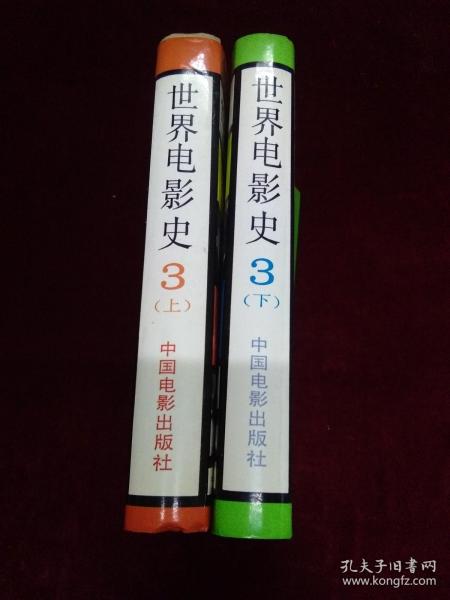 世界电影史
3
(上)
中国电影出版社
世界电影史
3
(下)
中国电影出版社
孔夫子旧书网
www.kongfz.com